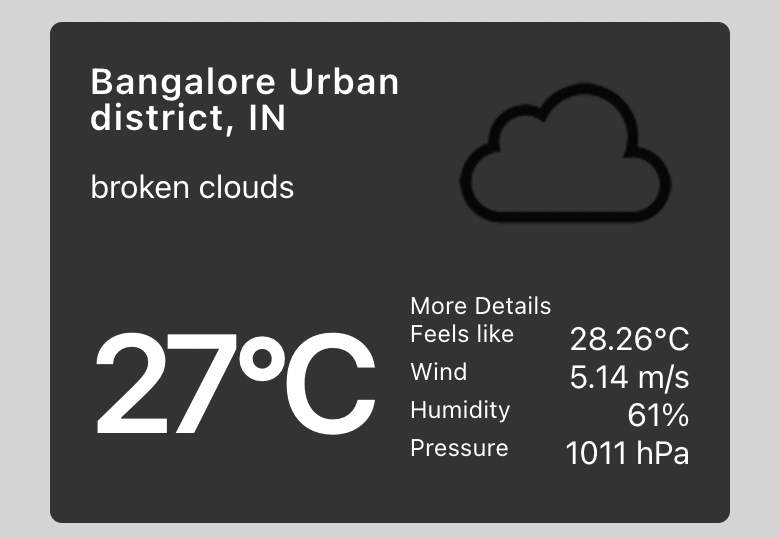 Bangalore Urban
district, IN
broken clouds
27°C
More Details
Feels like 28.26°C
Wind 5.14 m/s
Humidity 61%
Pressure 1011 hPa